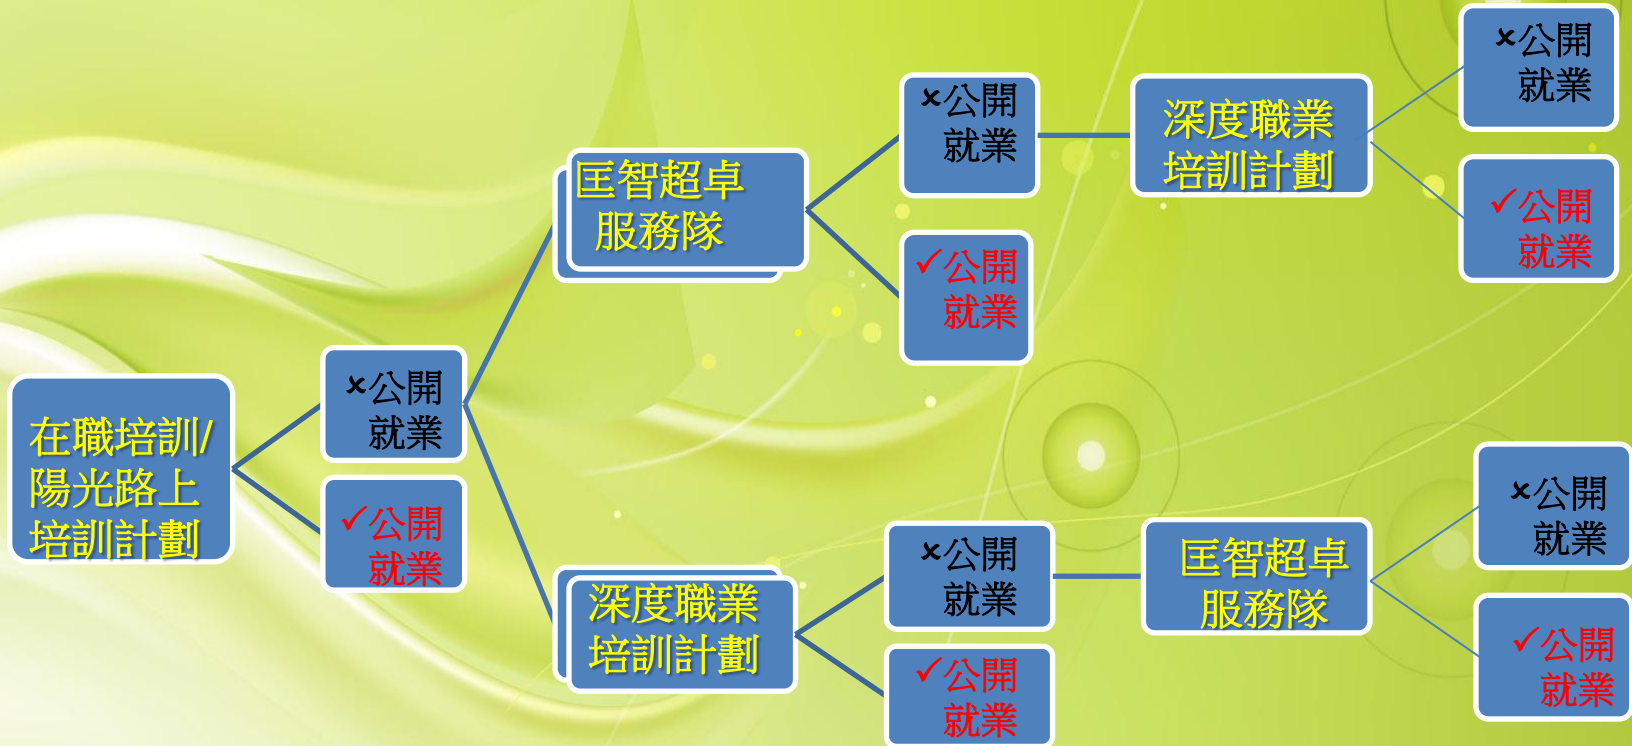 在職培訓/
陽光路上
培訓計劃
×公開
就業
✓公開
就業
匡智超卓
服務隊
×公開
就業
✓公開
就業
深度職業
培訓計劃
×公開
就業
✓公開
就業
深度職業
培訓計劃
×公開
就業
✓公開
就業
匡智超卓
服務隊
×公開
就業
✓公開
就業